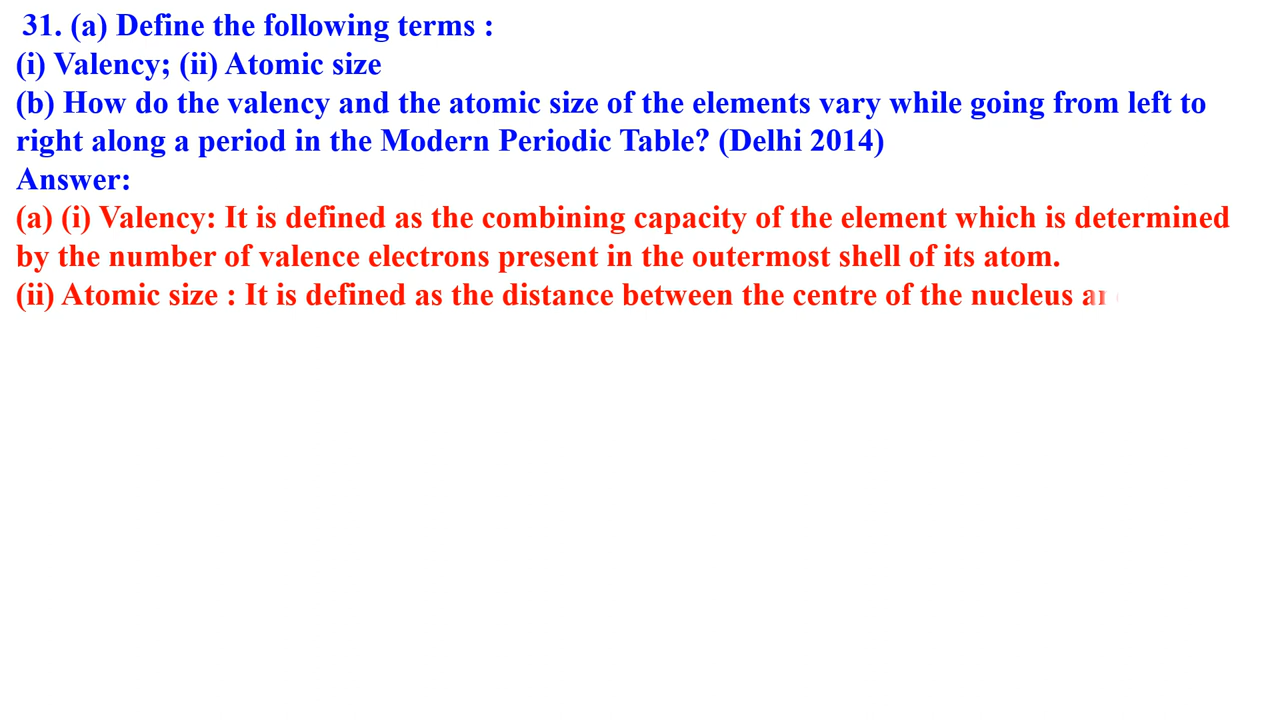 31. (a) Define the following terms :
(i) Valency; (ii) Atomic size
(b) How do the valency and the atomic size of the elements vary while going from left to
right along a period in the Modern Periodic Table? (Delhi 2014)
Answer:
(a) (i) Valency: It is defined as the combining capacity of the element which is determined
by the number of valence electrons present in the outermost shell of its atom.
(ii) Atomic size : It is defined as the distance between the centre of the nucleus